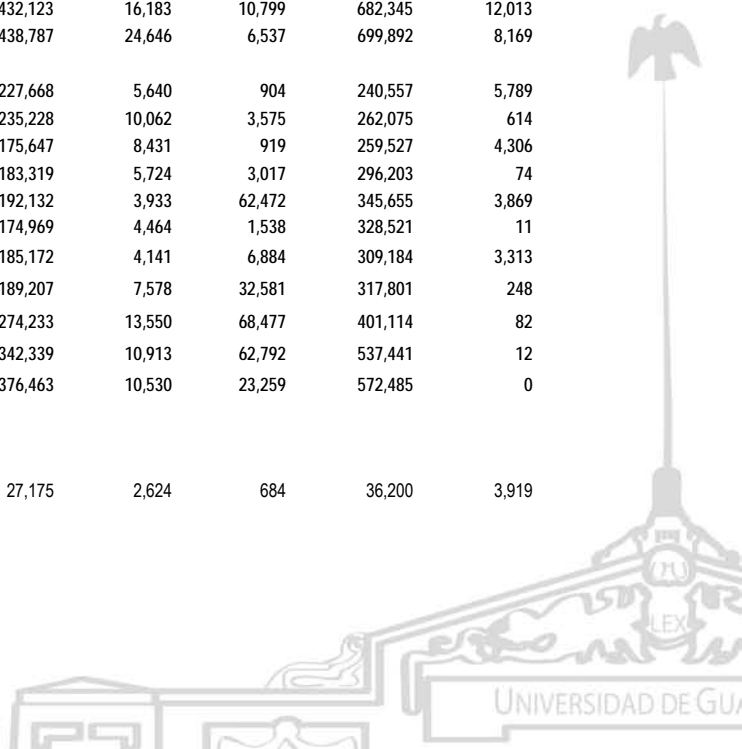 432,123 16,183 10,799 682,345 12,013
438,787 24,646 6,537 699,892 8,169
227,668 5,640 904 240,557 5,789
235,228 10,062 3,575 262,075 614
175,647 8,431 919 259,527 4,306
183,319 5,724 3,017 296,203 74
192,132 3,933 62,472 345,655 3,869
174,969 4,464 1,538 328,521 11
185,172 4,141 6,884 309,184 3,313
189,207 7,578 32,581 317,801 248
274,233 13,550 68,477 401,114 82
342,339 10,913 62,792 537,441 12
376,463 10,530 23,259 572,485 0
27,175 2,624 684 36,200 3,919
LEX
UNIVERSIDAD DE GUA